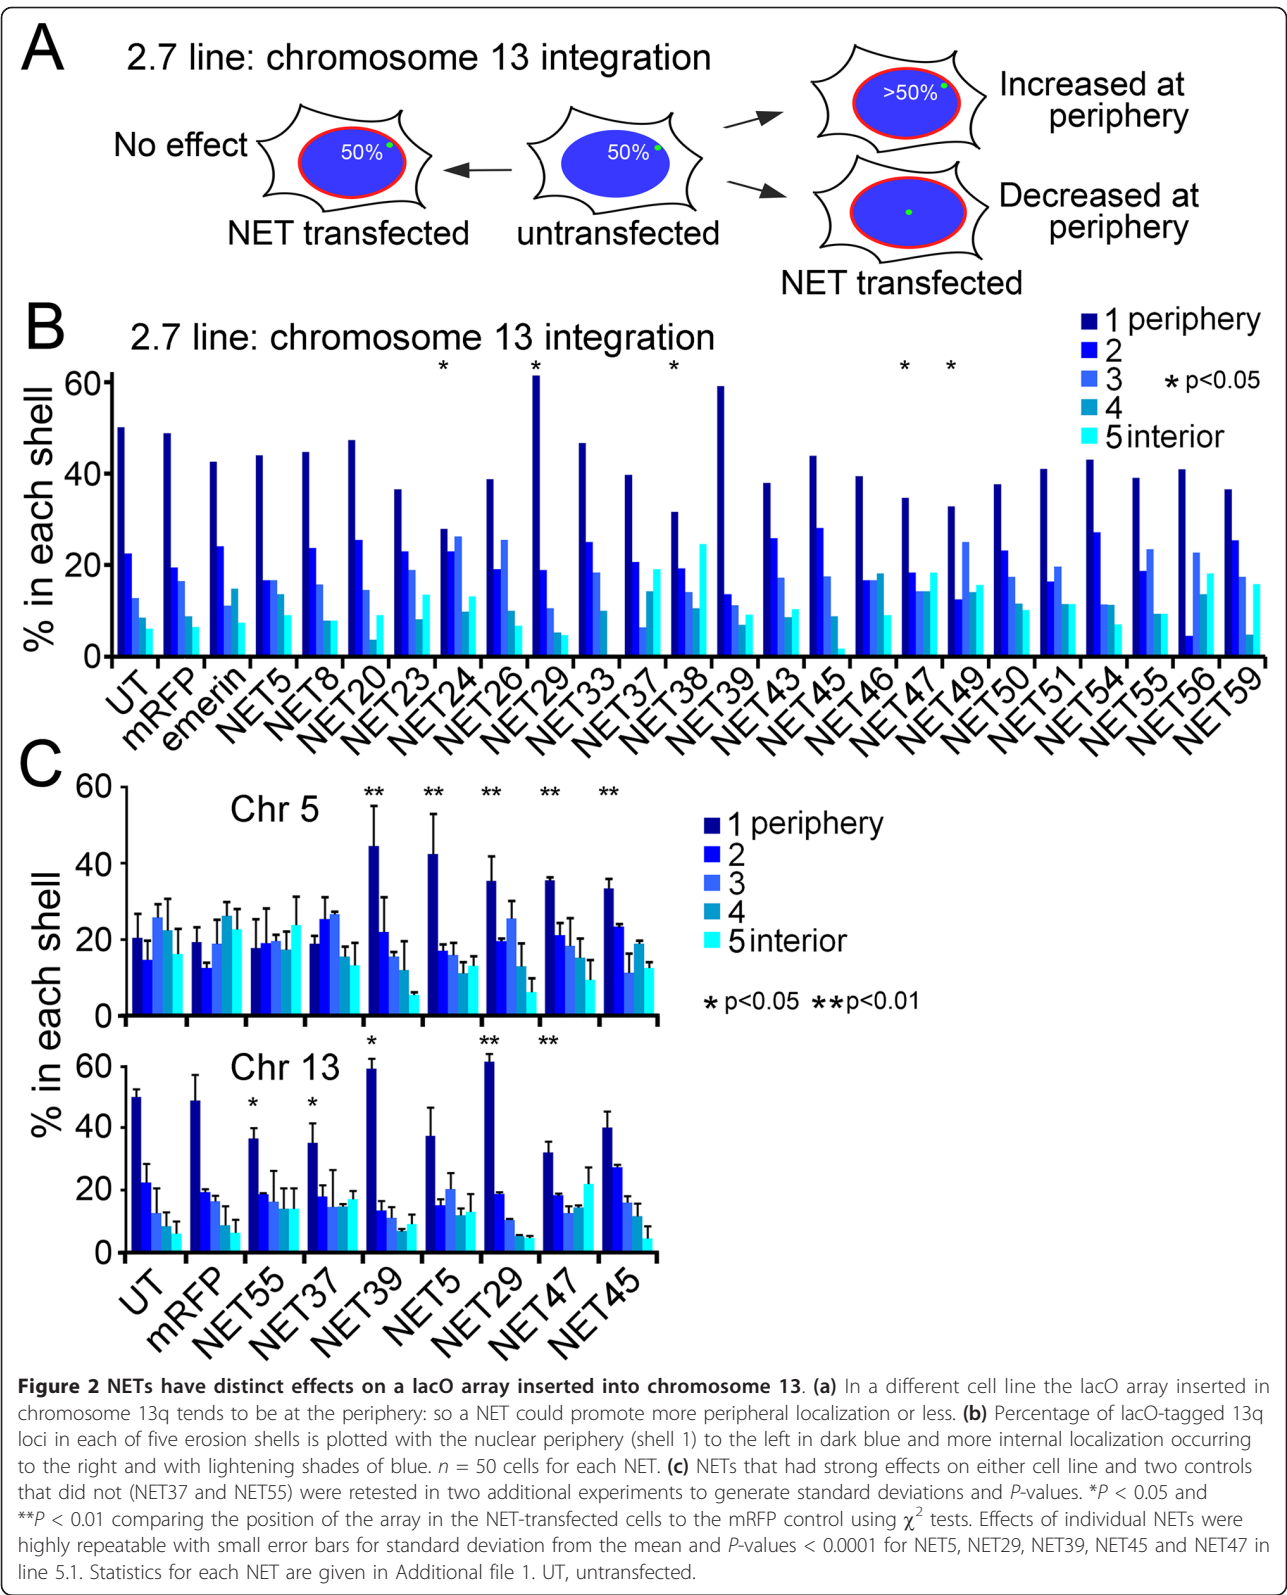 A
2.7 line: chromosome 13 integration
No effect
50%
NET transfected
50%
untransfected
>50%
Increased at
periphery
Decreased at
periphery
NET transfected
B
2.7 line: chromosome 13 integration
1 periphery
2
3
4
5 interior
* p<0.05
* * * * *
% in each shell
60
40
20
0
UT
mRFP
emerin
NET5
NET8
NET20
NET23
NET24
NET26
NET29
NET33
NET37
NET38
NET39
NET43
NET45
NET46
NET47
NET49
NET50
NET51
NET54
NET55
NET56
NET59
C
Chr 5
** ** ** ** **
60
40
20
0
1 periphery
2
3
4
5 interior
* p<0.05 **p<0.01
% in each shell
Chr 13
* * * ** **
60
40
20
0
UT
mRFP
NET55
NET37
NET39
NET5
NET29
NET47
NET45
Figure 2 NETs have distinct effects on a lacO array inserted into chromosome 13. (a) In a different cell line the lacO array inserted in
chromosome 13q tends to be at the periphery: so a NET could promote more peripheral localization or less. (b) Percentage of lacO-tagged 13q
loci in each of five erosion shells is plotted with the nuclear periphery (shell 1) to the left in dark blue and more internal localization occurring
to the right and with lightening shades of blue. n = 50 cells for each NET. (c) NETs that had strong effects on either cell line and two controls
that did not (NET37 and NET55) were retested in two additional experiments to generate standard deviations and P-values. *P < 0.05 and
**P < 0.01 comparing the position of the array in the NET-transfected cells to the mRFP control using χ² tests. Effects of individual NETs were
highly repeatable with small error bars for standard deviation from the mean and P-values < 0.0001 for NET5, NET29, NET39, NET45 and NET47 in
line 5.1. Statistics for each NET are given in Additional file 1. UT, untransfected.